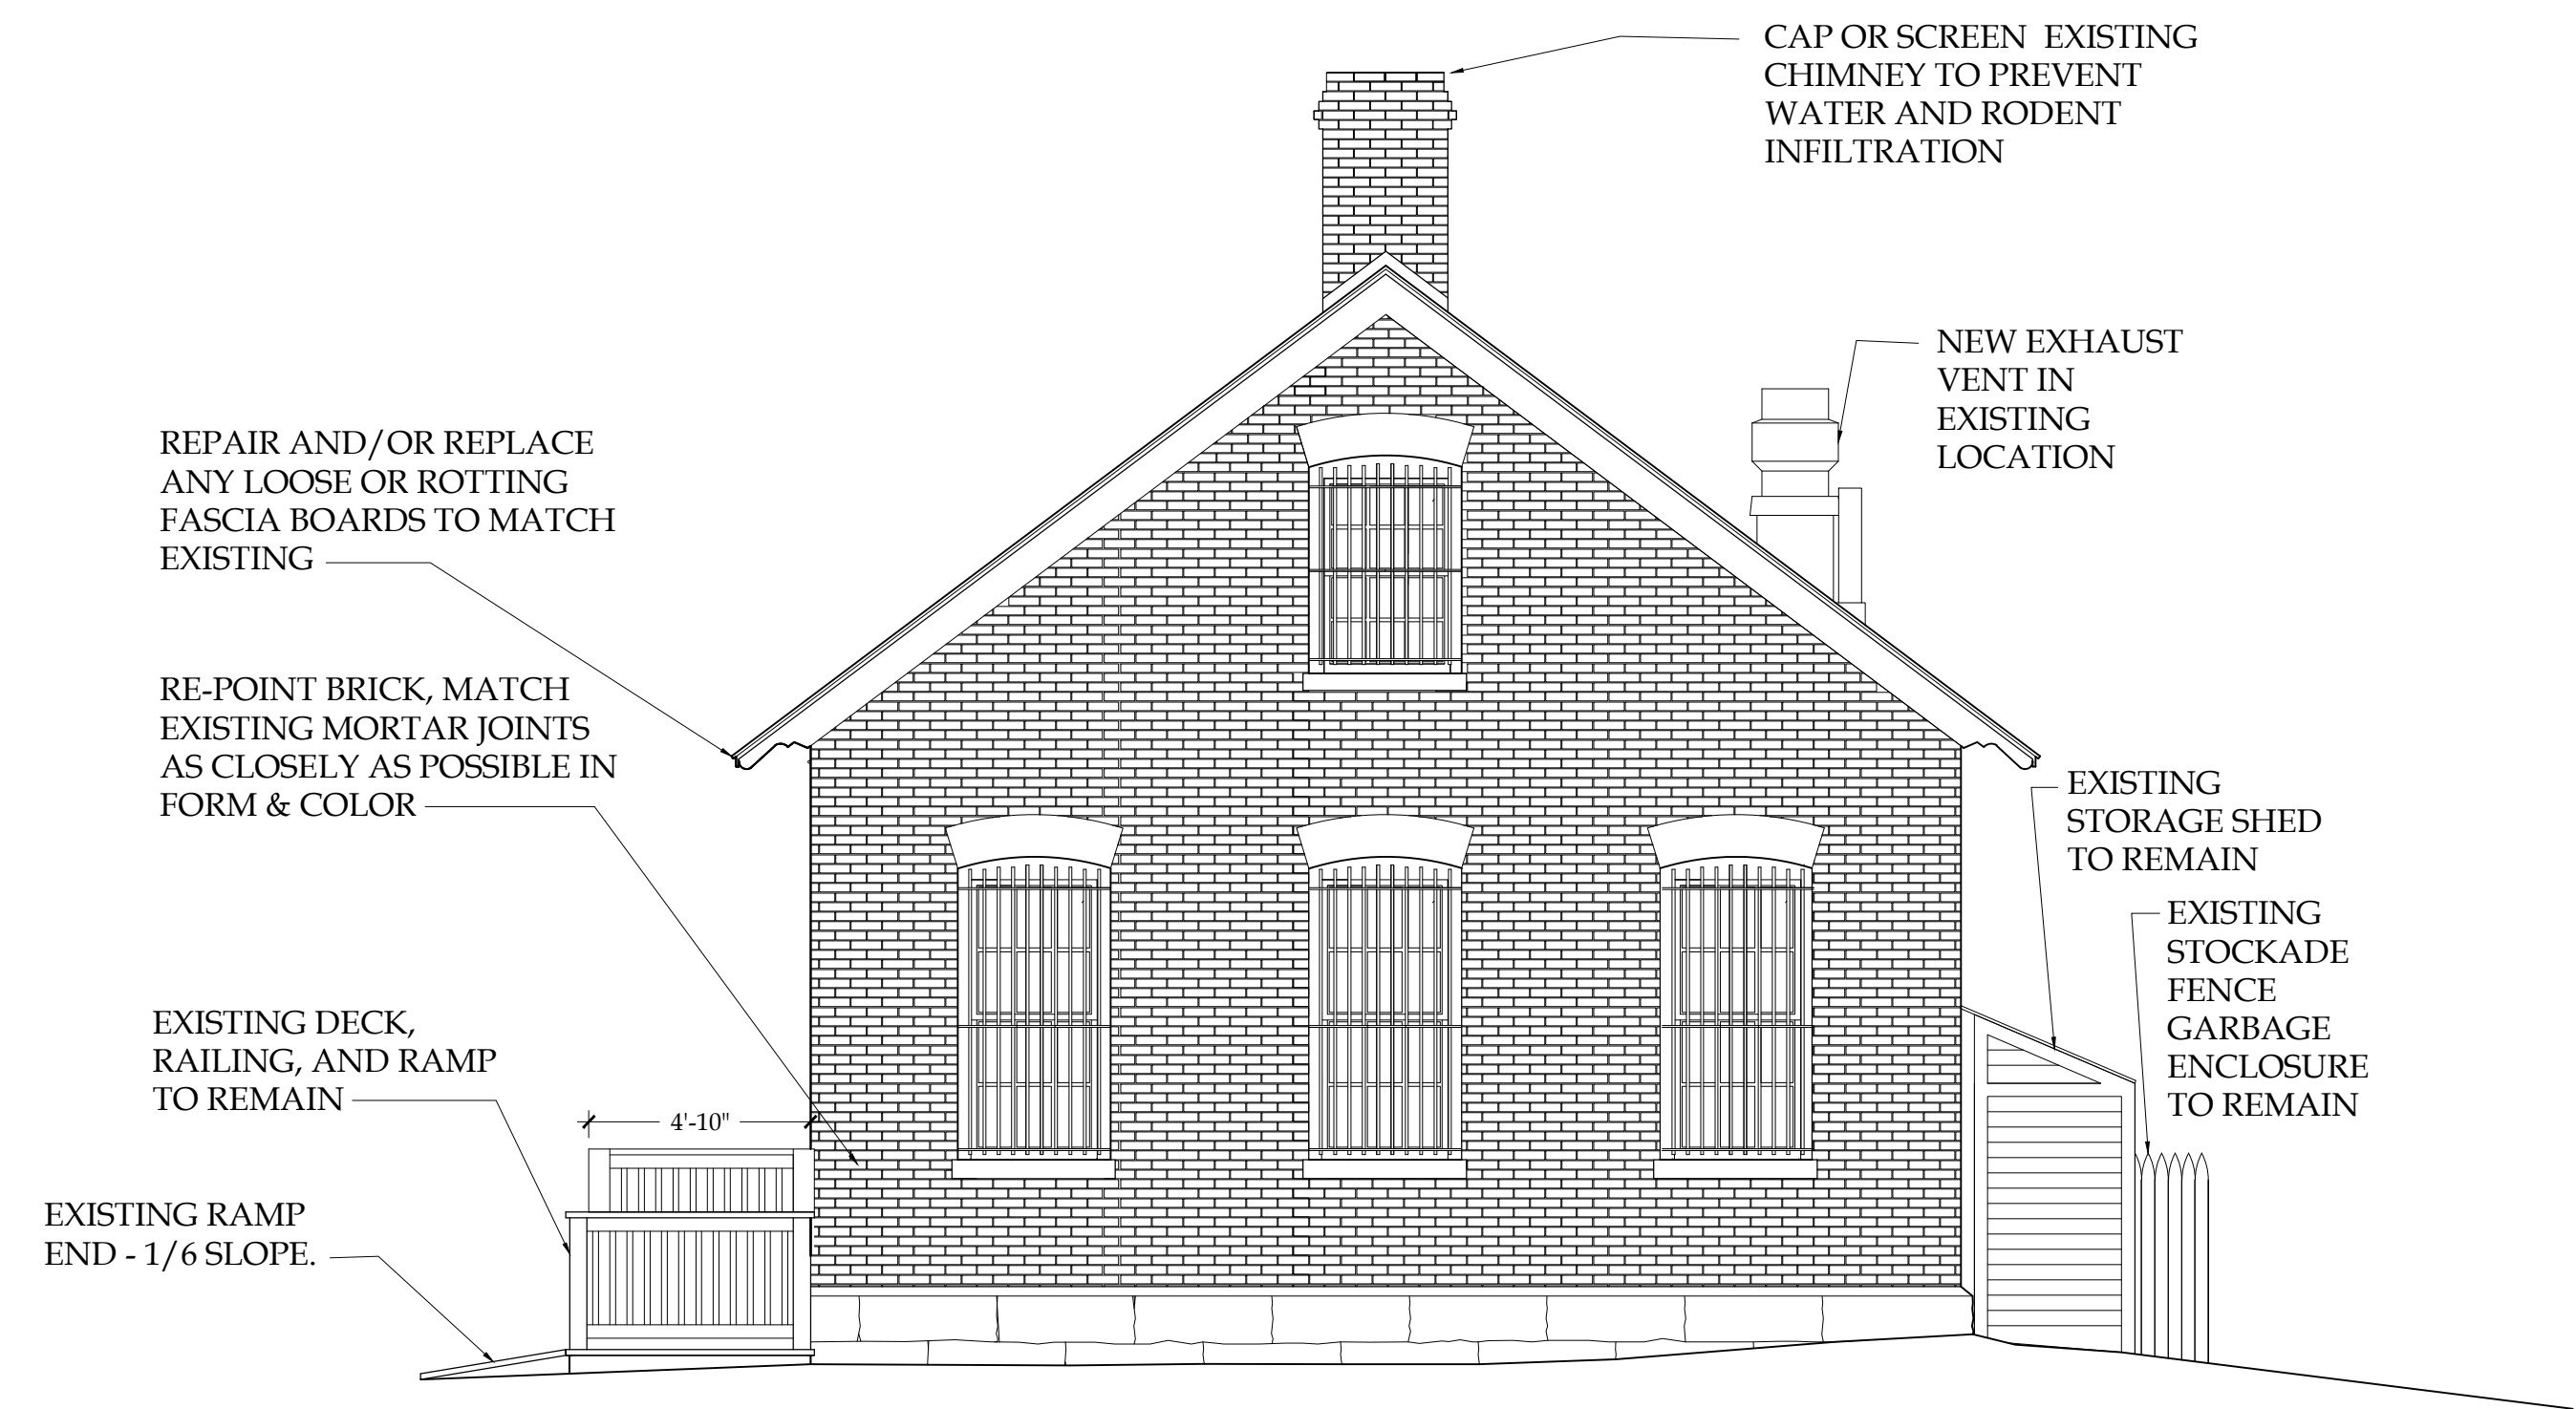 CAP OR SCREEN EXISTING
CHIMNEY TO PREVENT
WATER AND RODENT
INFILTRATION
NEW EXHAUST
VENT IN
EXISTING
LOCATION
REPAIR AND/OR REPLACE
ANY LOOSE OR ROTTING
FASCIA BOARDS TO MATCH
EXISTING
RE-POINT BRICK, MATCH
EXISTING MORTAR JOINTS
AS CLOSELY AS POSSIBLE IN
FORM & COLOR
EXISTING
STORAGE SHED
TO REMAIN
EXISTING
STOCKADE
FENCE
GARBAGE
ENCLOSURE
TO REMAIN
EXISTING DECK,
RAILING, AND RAMP
TO REMAIN
4'-10"
EXISTING RAMP
END - 1/6 SLOPE.